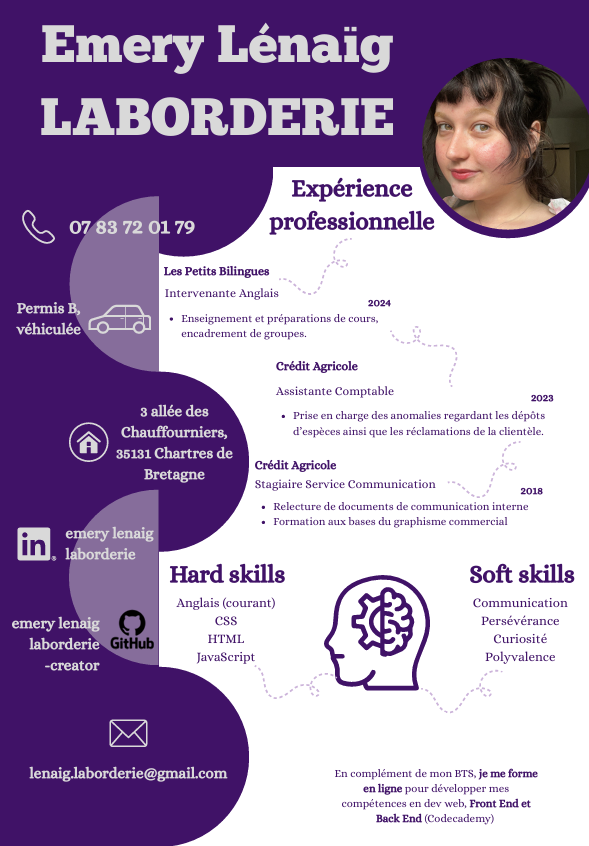 Emery Lénaïg
LABORDERIE
07 83 72 01 79
Permis B,
véhiculée
3 allée des
Chauffourniers,
35131 Chartres de
Bretagne
in
emery lenaig
laborderie
emery lenaig
laborderie
-creator
GitHub
lenaig.laborderie@gmail.com
Expérience
professionnelle
Les Petits Bilingues
Intervenante Anglais
2024
• Enseignement et préparations de cours,
encadrement de groupes.
Crédit Agricole
Assistante Comptable
2023
• Prise en charge des anomalies regardant les dépôts
d'espèces ainsi que les réclamations de la clientèle.
Crédit Agricole
Stagiaire Service Communication
2018
• Relecture de documents de communication interne
• Formation aux bases du graphisme commercial
Hard skills
Anglais (courant)
CSS
HTML
JavaScript
Soft skills
Communication
Persévérance
Curiosité
Polyvalence
En complément de mon BTS, je me forme
en ligne pour développer mes
compétences en dev web, Front End et
Back End (Codecademy)